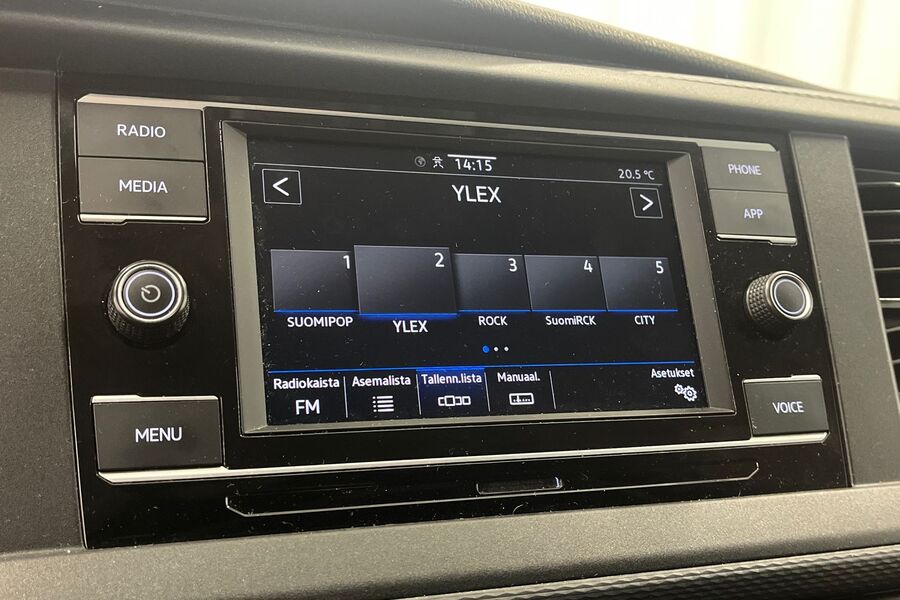 RADIO
MEDIA
MENU
14:15
20.5 °C
YLEX
< >
1 2 3 4 5
SUOMIPOP YLEX ROCK SuomiRCK CITY
Radiokaista Asemalista Tallenn.lista Manuaal. Asetukset
FM
PHONE
APP
VOICE